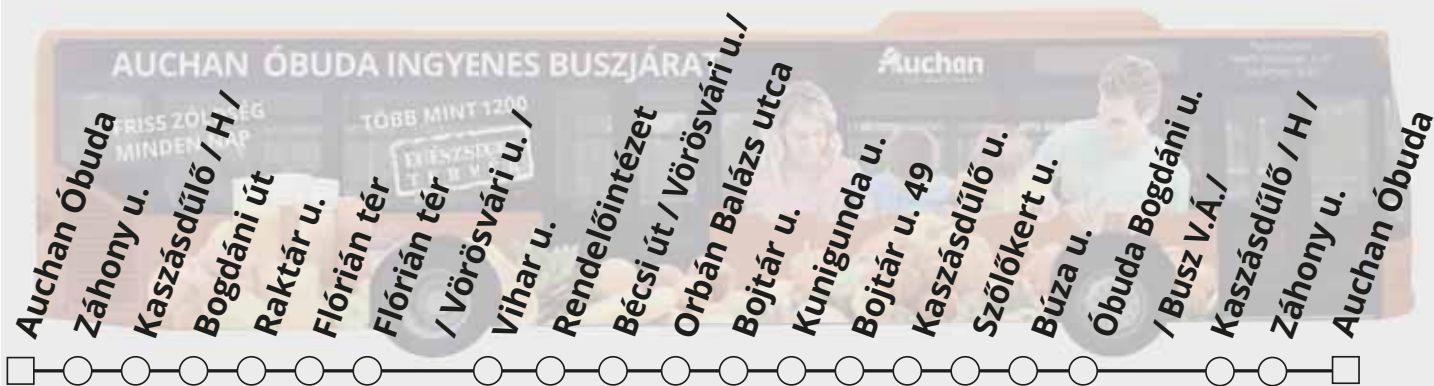 AUCHAN ÓBUDA INGYENES BUSZJÁRAT
Auchan
FRISS ZÖLDSÉG
MINDEN NAP
TÖBB MINT 1200
EGÉSZSÉGES
TERMÉK
Auchan Óbuda
Záhony u.
Kaszásdűlő / H /
Bogdáni út
Raktár u.
Flórián tér
Flórián tér
/ Vörösvári u. /
Vihar u.
Rendelőintézet
Bécsi út / Vörösvári u./
Orbán Balázs utca
Bojtár u.
Kunigunda u.
Bojtár u. 49
Kaszásdűlő u.
Szőlőkert u.
Búza u.
Óbuda Bogdáni u.
/ Busz V.Á./
Kaszásdűlő / H /
Záhony u.
Auchan Óbuda